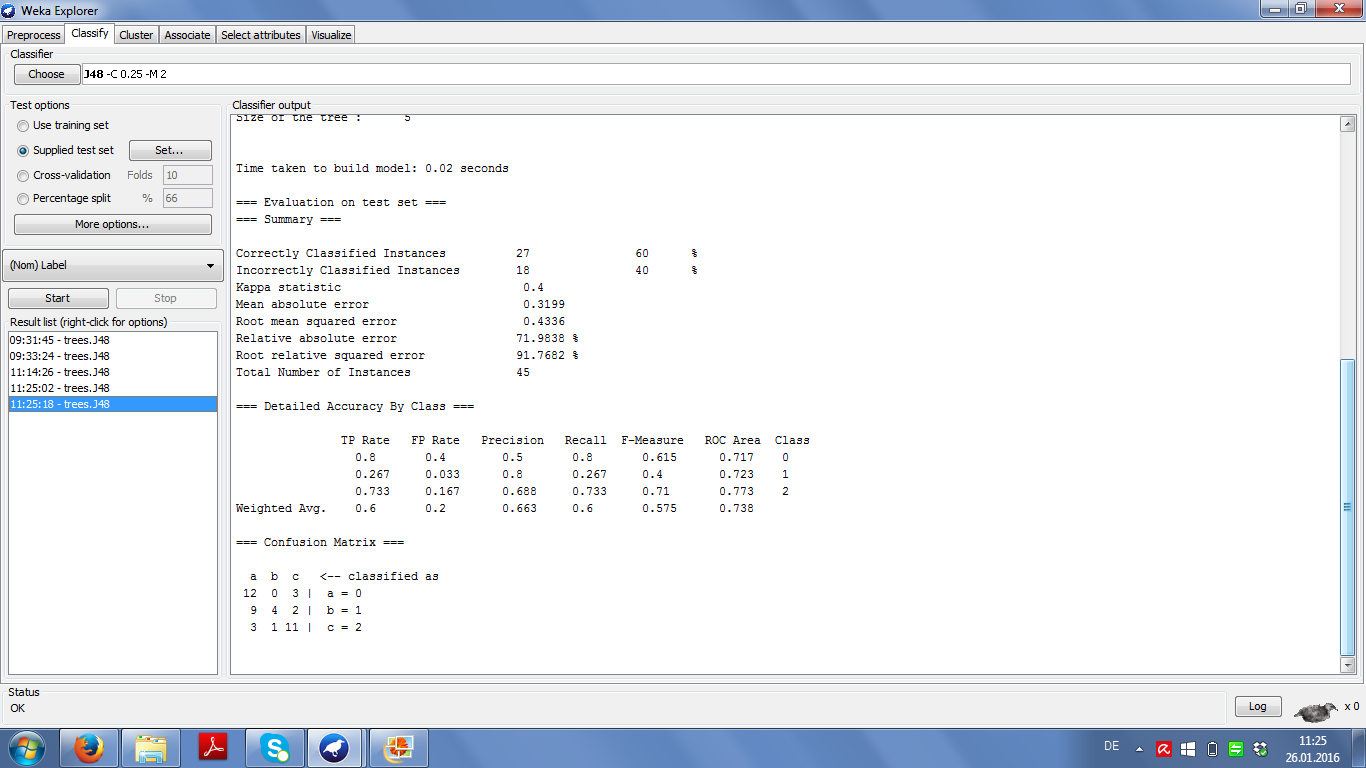 Weka Explorer
Preprocess Classify Cluster Associate Select attributes Visualize
Classifier
Choose J48 -C 0.25 -M 2
Test options
Use training set
Supplied test set Set...
Cross-validation Folds 10
Percentage split % 66
More options...
(Nom) Label
Start Stop
Result list (right-click for options)
09:31:45 - trees.J48
09:33:24 - trees.J48
11:14:26 - trees.J48
11:25:02 - trees.J48
11:25:18 - trees.J48
Classifier output
Size of the tree : 5
Time taken to build model: 0.02 seconds
=== Evaluation on test set ===
=== Summary ===
Correctly Classified Instances 27 60 %
Incorrectly Classified Instances 18 40 %
Kappa statistic 0.4
Mean absolute error 0.3199
Root mean squared error 0.4336
Relative absolute error 71.9838 %
Root relative squared error 91.7682 %
Total Number of Instances 45
=== Detailed Accuracy By Class ===
TP Rate FP Rate Precision Recall F-Measure ROC Area Class
0.8 0.4 0.5 0.8 0.615 0.717 0
0.267 0.033 0.8 0.267 0.4 0.723 1
0.733 0.167 0.688 0.733 0.71 0.773 2
Weighted Avg. 0.6 0.2 0.663 0.6 0.575 0.738
=== Confusion Matrix ===
a b c <-- classified as
12 0 3 | a = 0
9 4 2 | b = 1
3 1 11 | c = 2
Status
OK
Log x 0
DE
11:25
26.01.2016